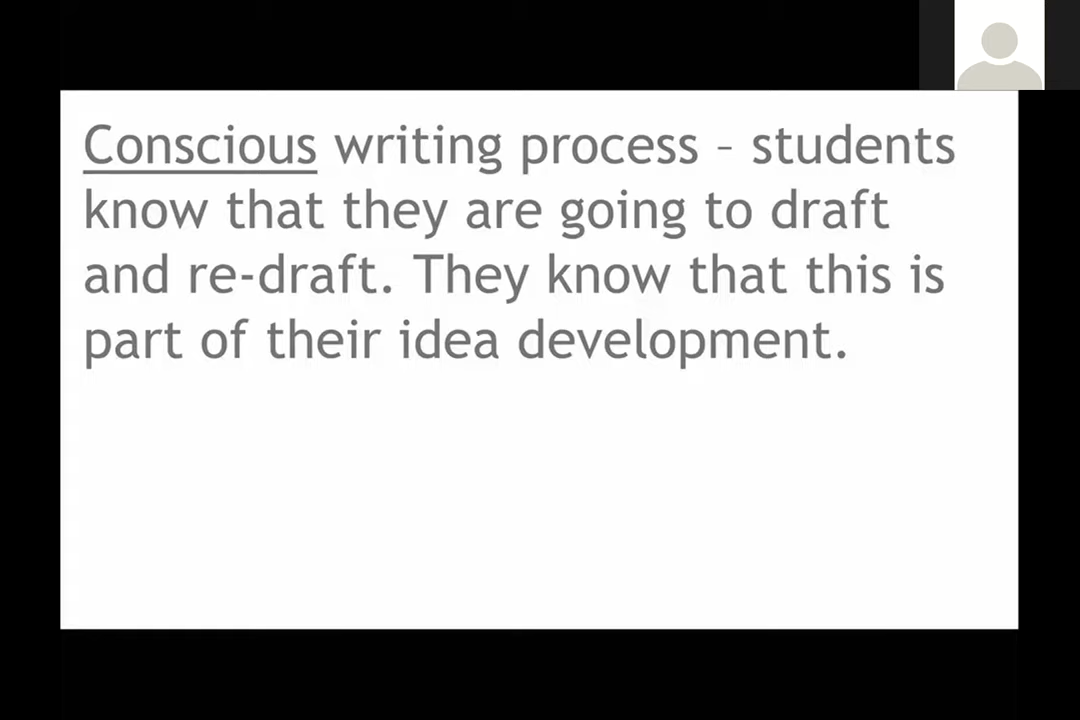 Conscious writing process – students
know that they are going to draft
and re-draft. They know that this is
part of their idea development.